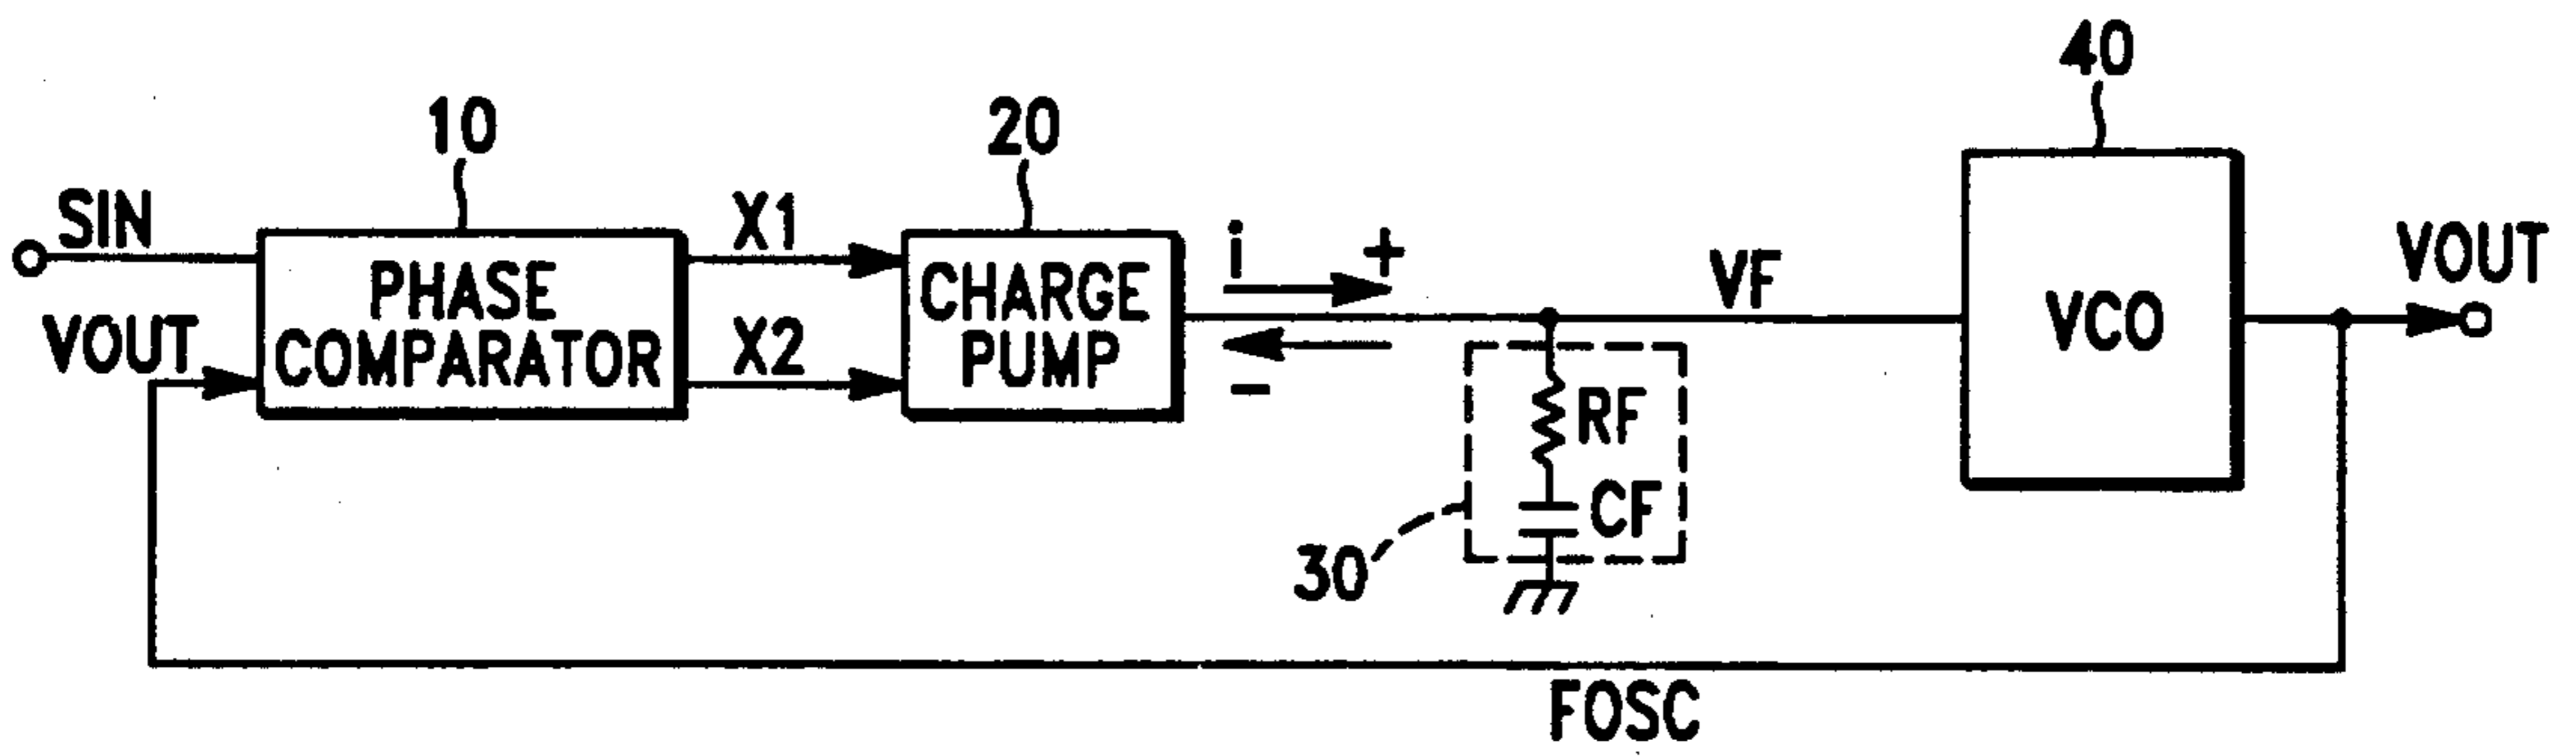 40
10
20
SIN
X1
i
+
VOUT
VF
PHASE
COMPARATOR
CHARGE
PUMP
VCO
VOUT
X2
-
RF
CF
30
FOSC